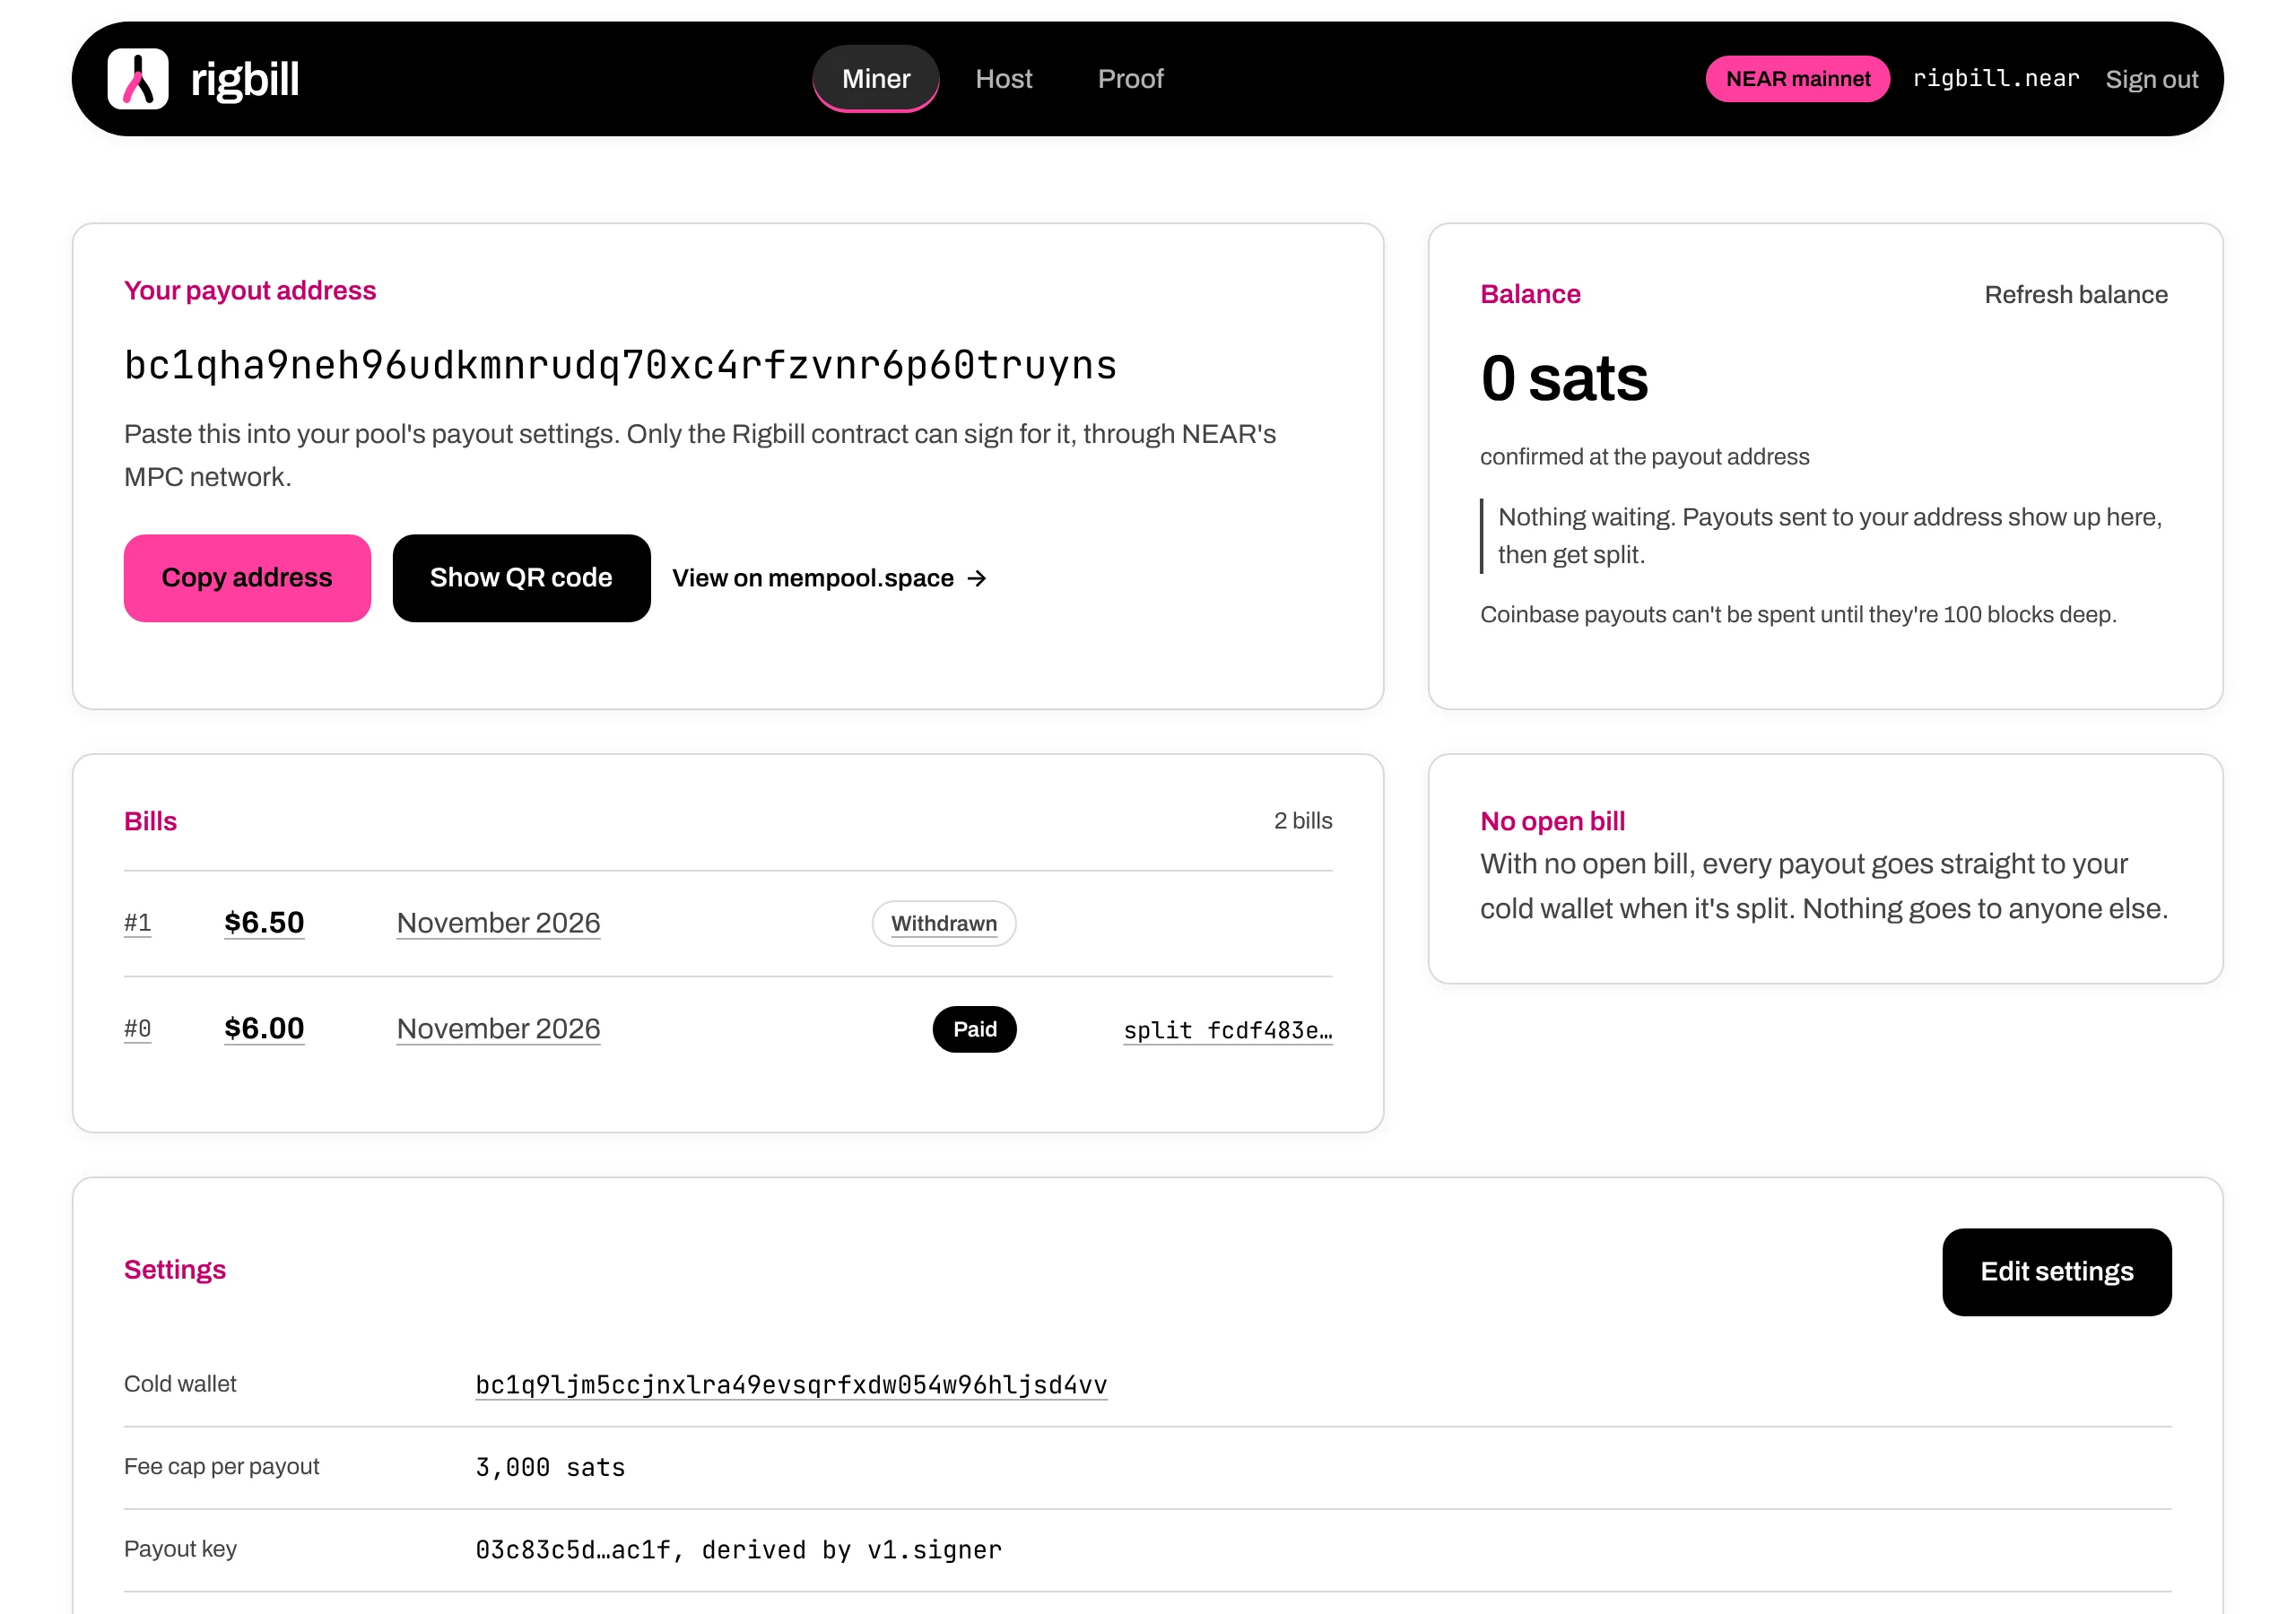 rigbill
Miner
Host
Proof
NEAR mainnet
rigbill.near
Sign out
Your payout address
bc1qha9neh96udkmnrudq70xc4rfzvnr6p60truyns
Paste this into your pool's payout settings. Only the Rigbill contract can sign for it, through NEAR's
MPC network.
Copy address
Show QR code
View on mempool.space →
Balance
Refresh balance
0 sats
confirmed at the payout address
Nothing waiting. Payouts sent to your address show up here,
then get split.
Coinbase payouts can't be spent until they're 100 blocks deep.
Bills
2 bills
#1 $6.50 November 2026 Withdrawn
#0 $6.00 November 2026 Paid split fcdf483e…
No open bill
With no open bill, every payout goes straight to your
cold wallet when it's split. Nothing goes to anyone else.
Settings
Edit settings
Cold wallet bc1q9ljm5ccjnxlra49evsqrfxdw054w96hljsd4vv
Fee cap per payout 3,000 sats
Payout key 03c83c5d…ac1f, derived by v1.signer